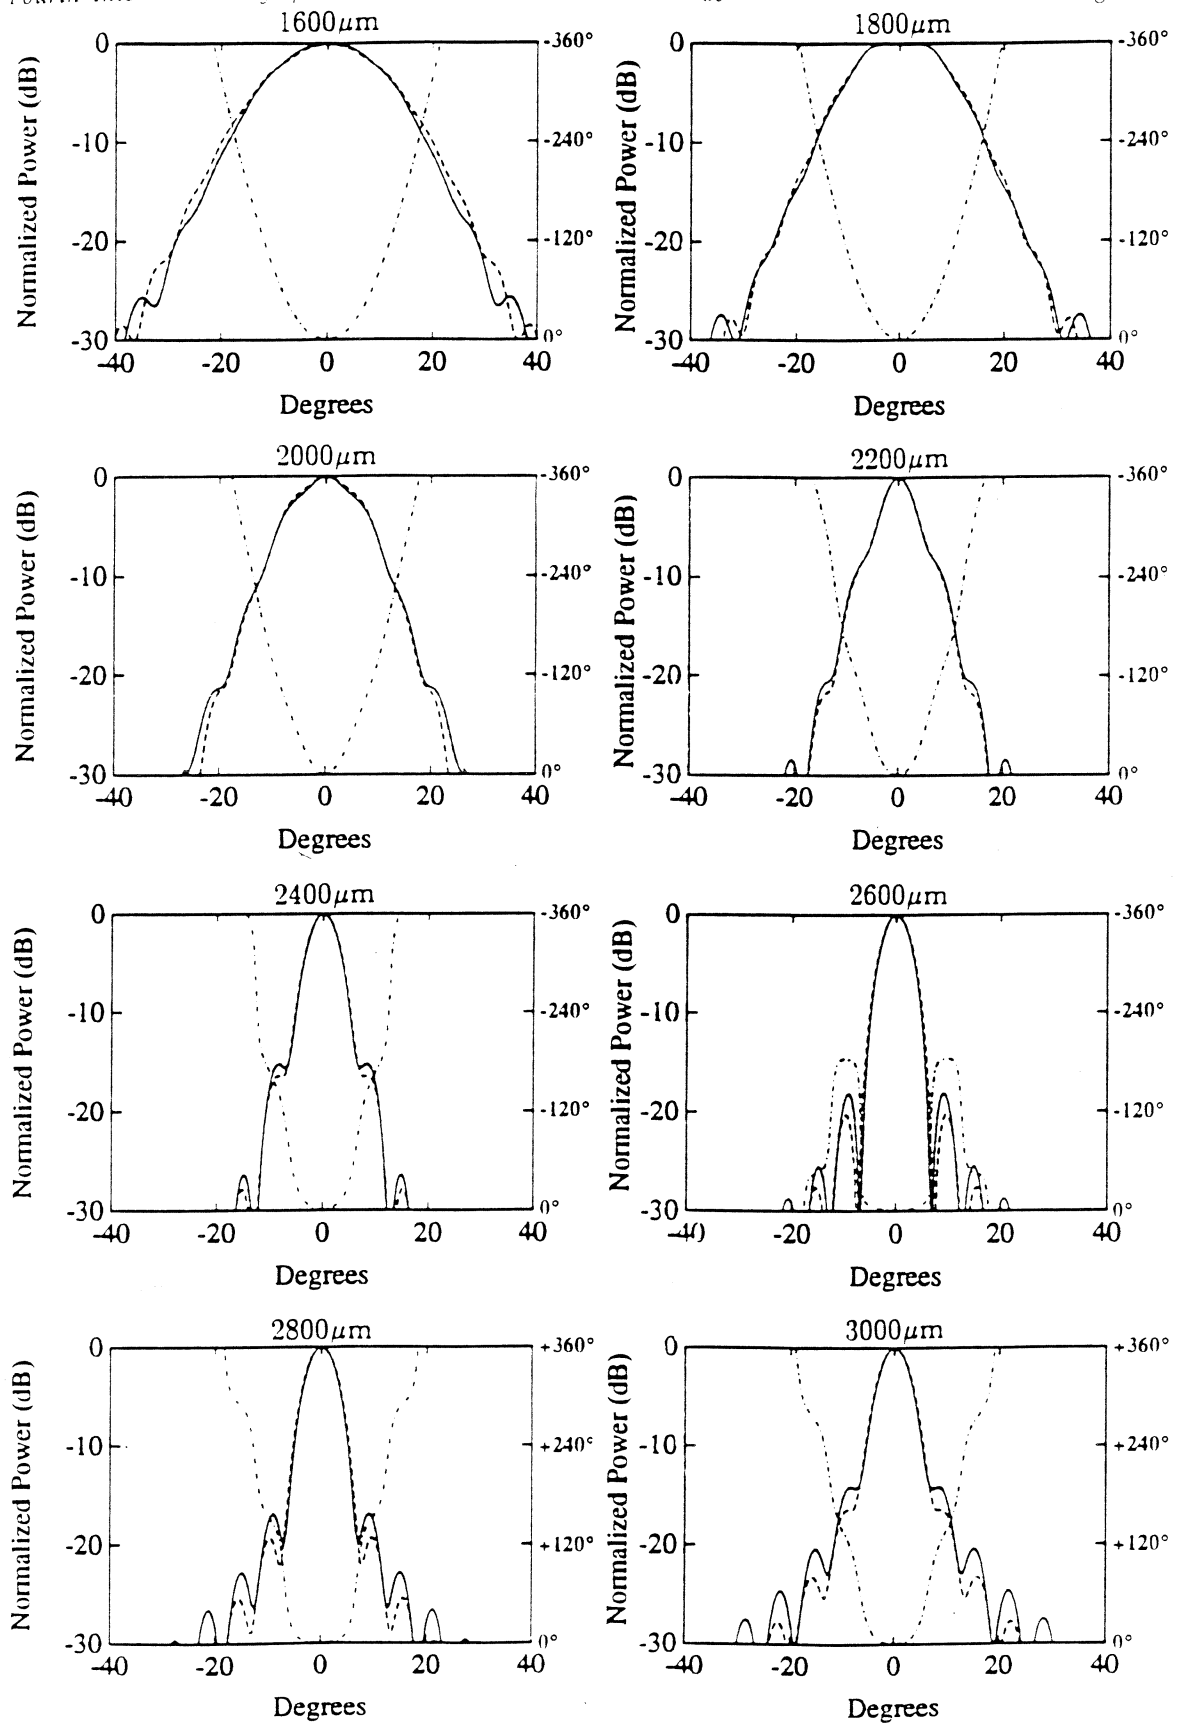 1600μm 1800μm
0 -360° 0 -360°
Normalized Power (dB) Normalized Power (dB)
-10 -240° -10 -240°
-20 -120° -20 -120°
-30 0° -30 0°
-40 -20 0 20 40 -40 -20 0 20 40
Degrees Degrees
2000μm 2200μm
0 -360° 0 -360°
Normalized Power (dB) Normalized Power (dB)
-10 -240° -10 -240°
-20 -120° -20 -120°
-30 0° -30 0°
-40 -20 0 20 40 -40 -20 0 20 40
Degrees Degrees
2400μm 2600μm
0 -360° 0 -360°
Normalized Power (dB) Normalized Power (dB)
-10 -240° -10 -240°
-20 -120° -20 -120°
-30 0° -30 0°
-40 -20 0 20 40 -40 -20 0 20 40
Degrees Degrees
2800μm 3000μm
0 +360° 0 +360°
Normalized Power (dB) Normalized Power (dB)
-10 +240° -10 +240°
-20 +120° -20 +120°
-30 0° -30 0°
-40 -20 0 20 40 -40 -20 0 20 40
Degrees Degrees